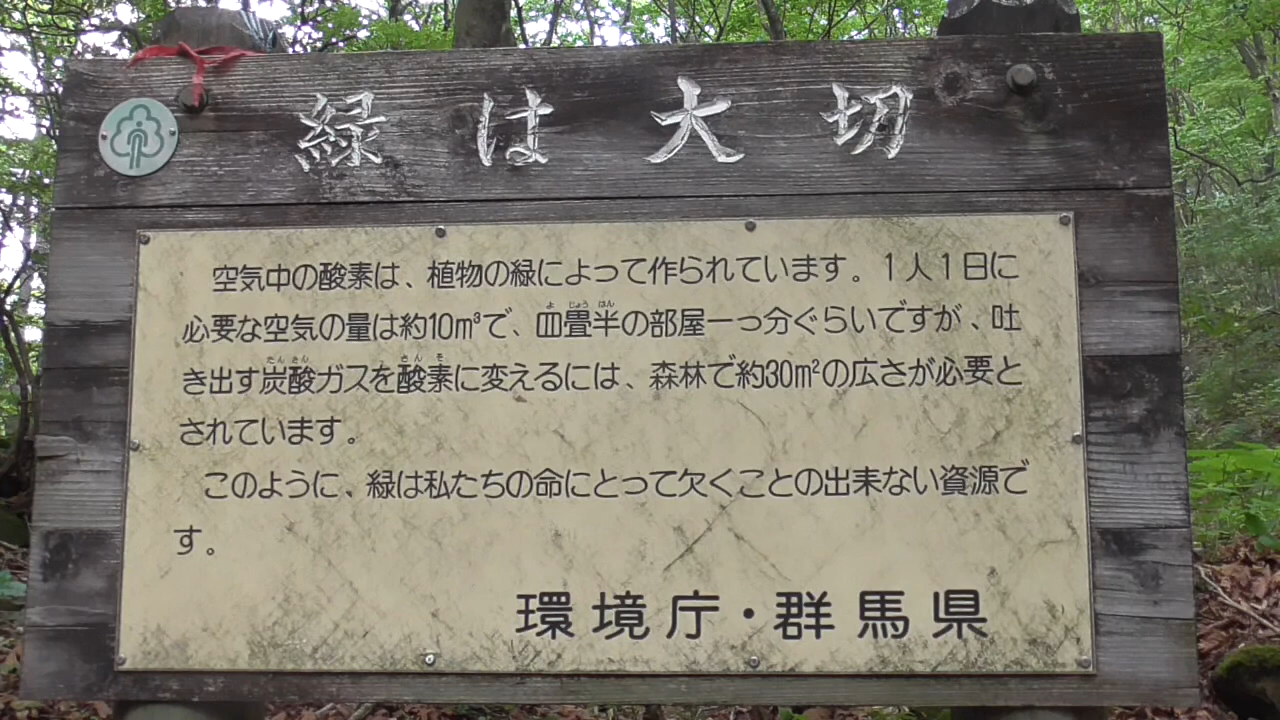 緑は大切
空気中の酸素は、植物の緑によって作られています。１人１日に
必要な空気の量は約10m³で、四畳半の部屋一つ分ぐらいですが、吐
き出す炭酸ガスを酸素に変えるには、森林で約30m²の広さが必要と
されています。
このように、緑は私たちの命にとって欠くことの出来ない資源で
す。
環境庁・群馬県